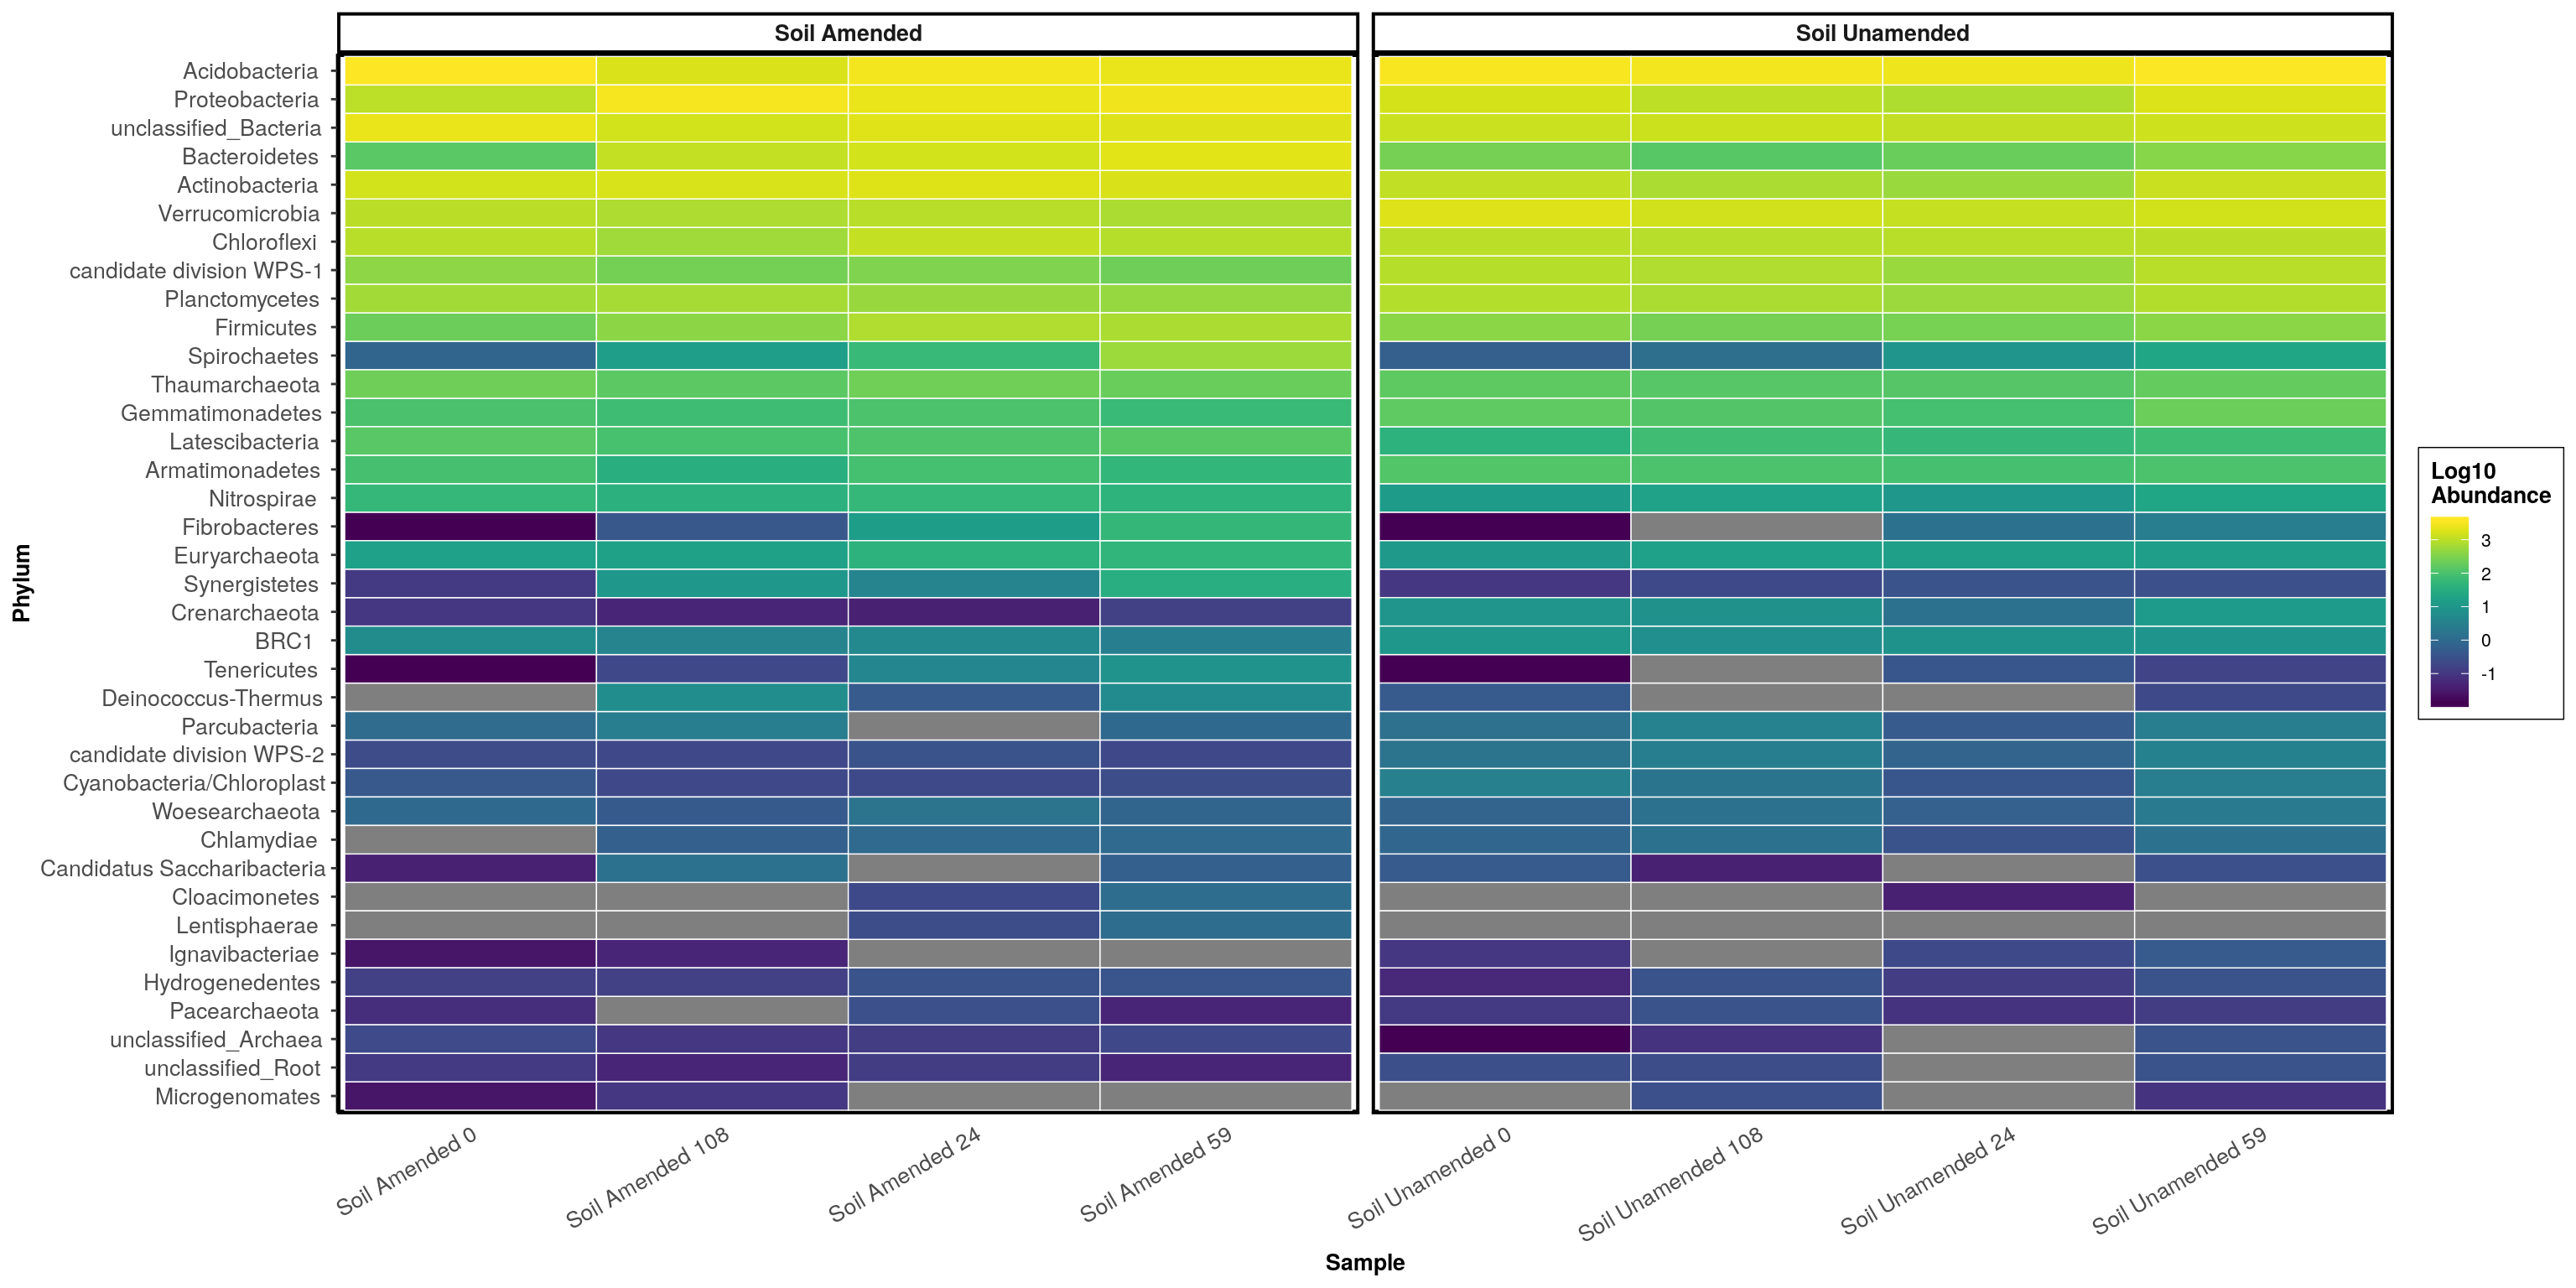 Soil Amended
Soil Unamended
Acidobacteria
Proteobacteria
unclassified_Bacteria
Bacteroidetes
Actinobacteria
Verrucomicrobia
Chloroflexi
candidate division WPS-1
Planctomycetes
Firmicutes
Spirochaetes
Thaumarchaeota
Gemmatimonadetes
Latescibacteria
Armatimonadetes
Nitrospirae
Fibrobacteres
Euryarchaeota
Synergistetes
Crenarchaeota
BRC1
Tenericutes
Deinococcus-Thermus
Parcubacteria
candidate division WPS-2
Cyanobacteria/Chloroplast
Woesearchaeota
Chlamydiae
Candidatus Saccharibacteria
Cloacimonetes
Lentisphaerae
Ignavibacteriae
Hydrogenedentes
Pacearchaeota
unclassified_Archaea
unclassified_Root
Microgenomates
Phylum
Soil Amended 0
Soil Amended 108
Soil Amended 24
Soil Amended 59
Soil Unamended 0
Soil Unamended 108
Soil Unamended 24
Soil Unamended 59
Sample
Log10
Abundance
3
2
1
0
-1